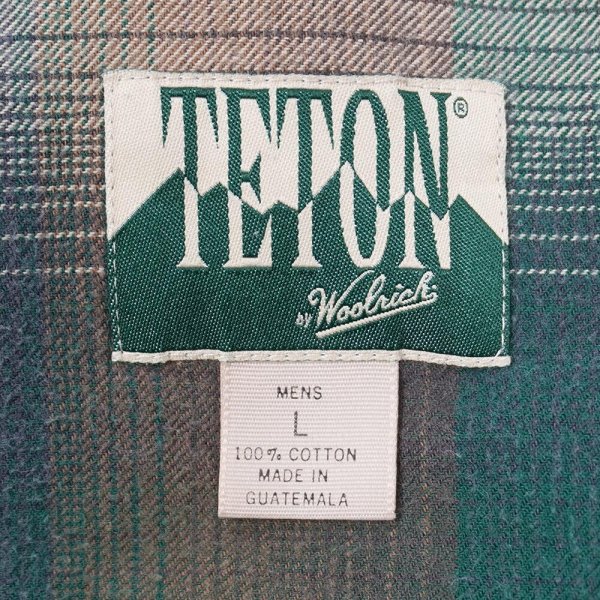 TETON®
by Woolrich
MENS
L
100% COTTON
MADE IN
GUATEMALA